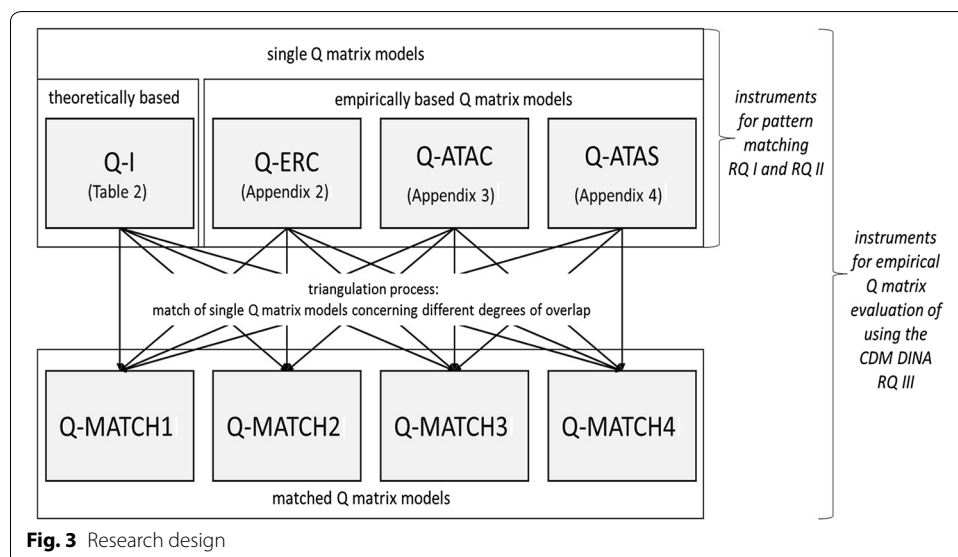 single Q matrix models
theoretically based
empirically based Q matrix models
Q-I
(Table 2)
Q-ERC
(Appendix 2)
Q-ATAC
(Appendix 3)
Q-ATAS
(Appendix 4)
instruments
for pattern
matching
RQ I and RQ II
triangulation process:
match of single Q matrix models concerning different degrees of overlap
instruments
for empirical
Q matrix
evaluation of
using the
CDM DINA
RQ III
Q-MATCH1
Q-MATCH2
Q-MATCH3
Q-MATCH4
matched Q matrix models
Fig. 3 Research design